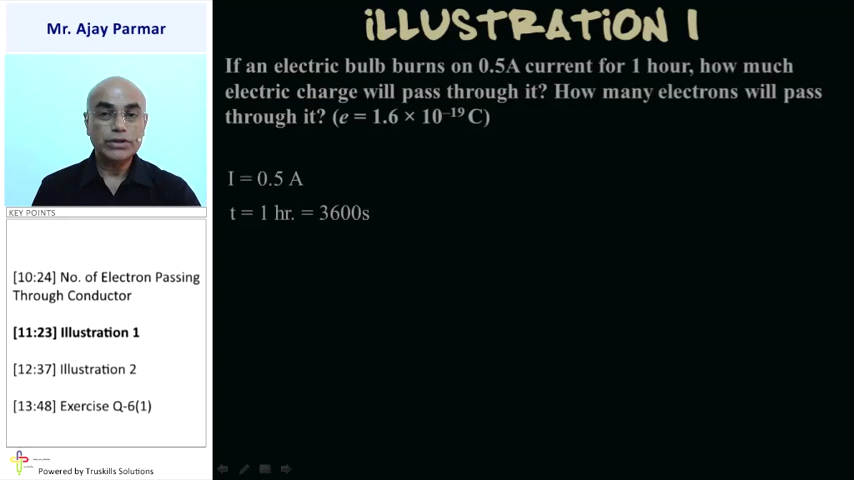 Mr. Ajay Parmar
ILLUSTRATION 1
If an electric bulb burns on 0.5A current for 1 hour, how much
electric charge will pass through it? How many electrons will pass
through it? (e = 1.6 × 10⁻¹⁹ C)
I = 0.5 A
t = 1 hr. = 3600s
KEY POINTS
[10:24] No. of Electron Passing
Through Conductor
[11:23] Illustration 1
[12:37] Illustration 2
[13:48] Exercise Q-6(1)
Powered by Truskills Solutions